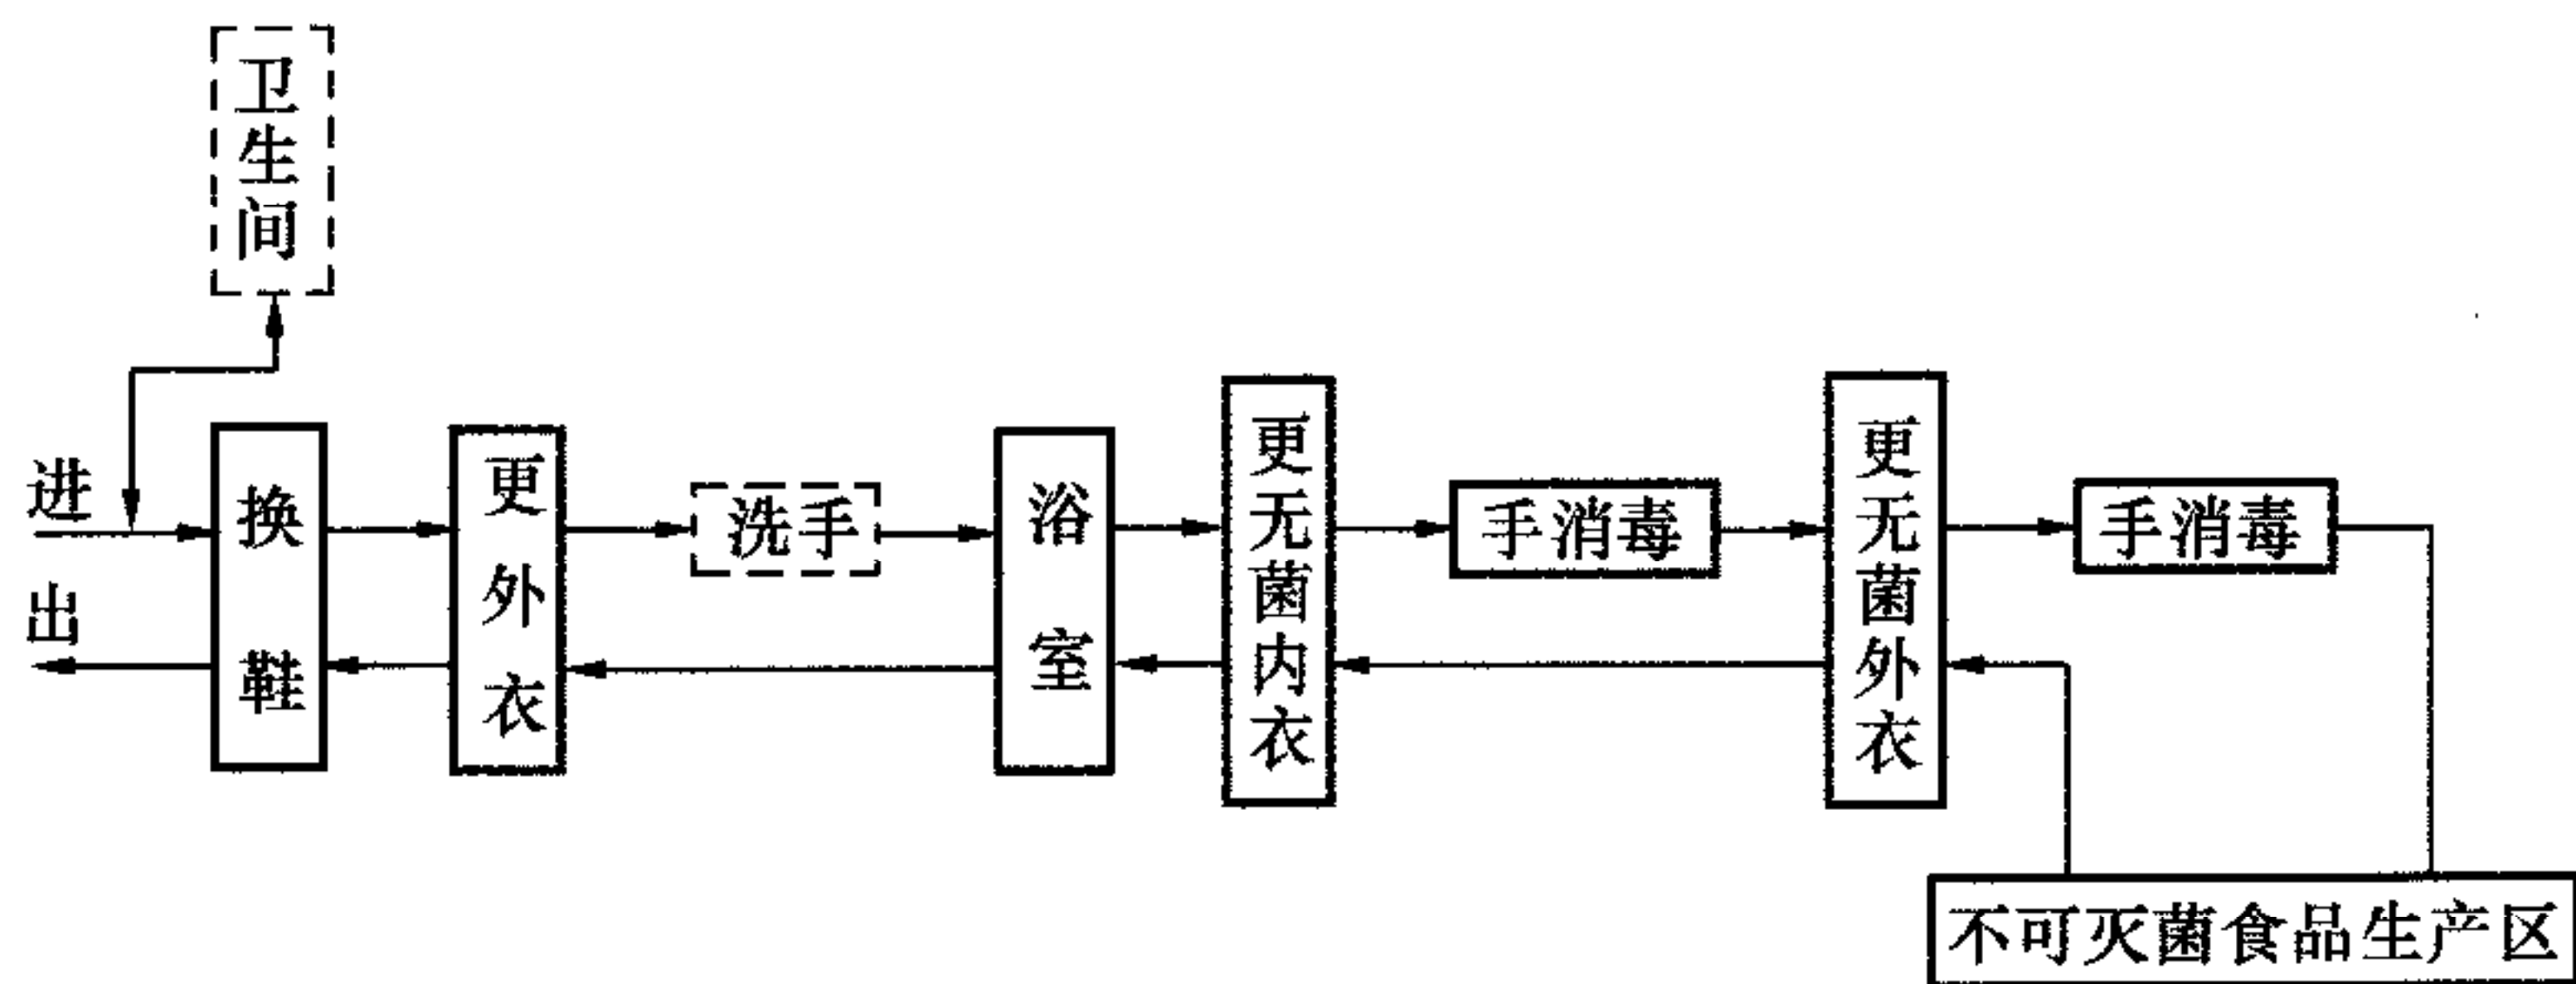 卫生间
进
出
换鞋
更外衣
洗手
浴室
更无菌内衣
手消毒
更无菌外衣
手消毒
不可灭菌食品生产区